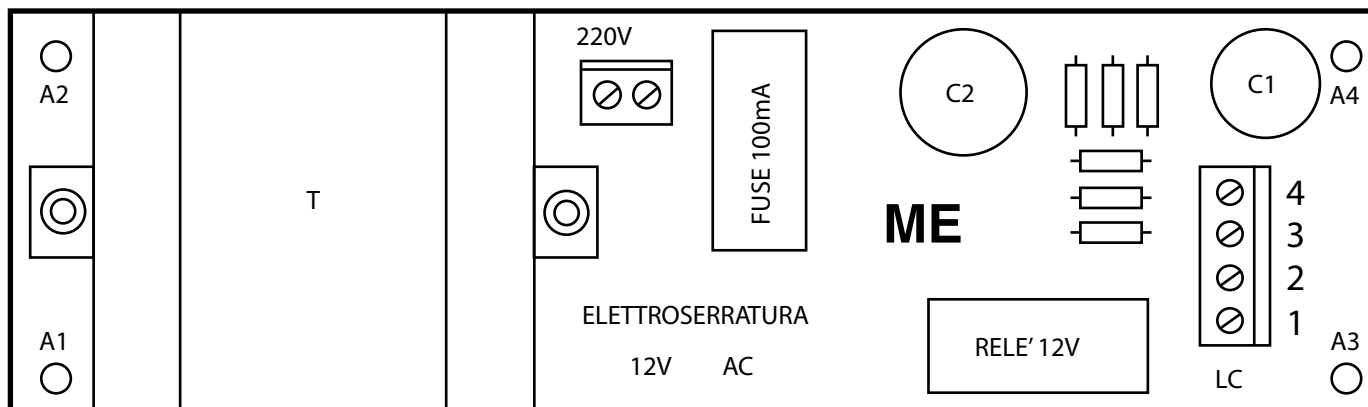 A2
A1
T
220V
FUSE 100mA
ELETTROSERRATURA
12V AC
C2
ME
RELE’ 12V
C1
A4
4
3
2
1
LC
A3